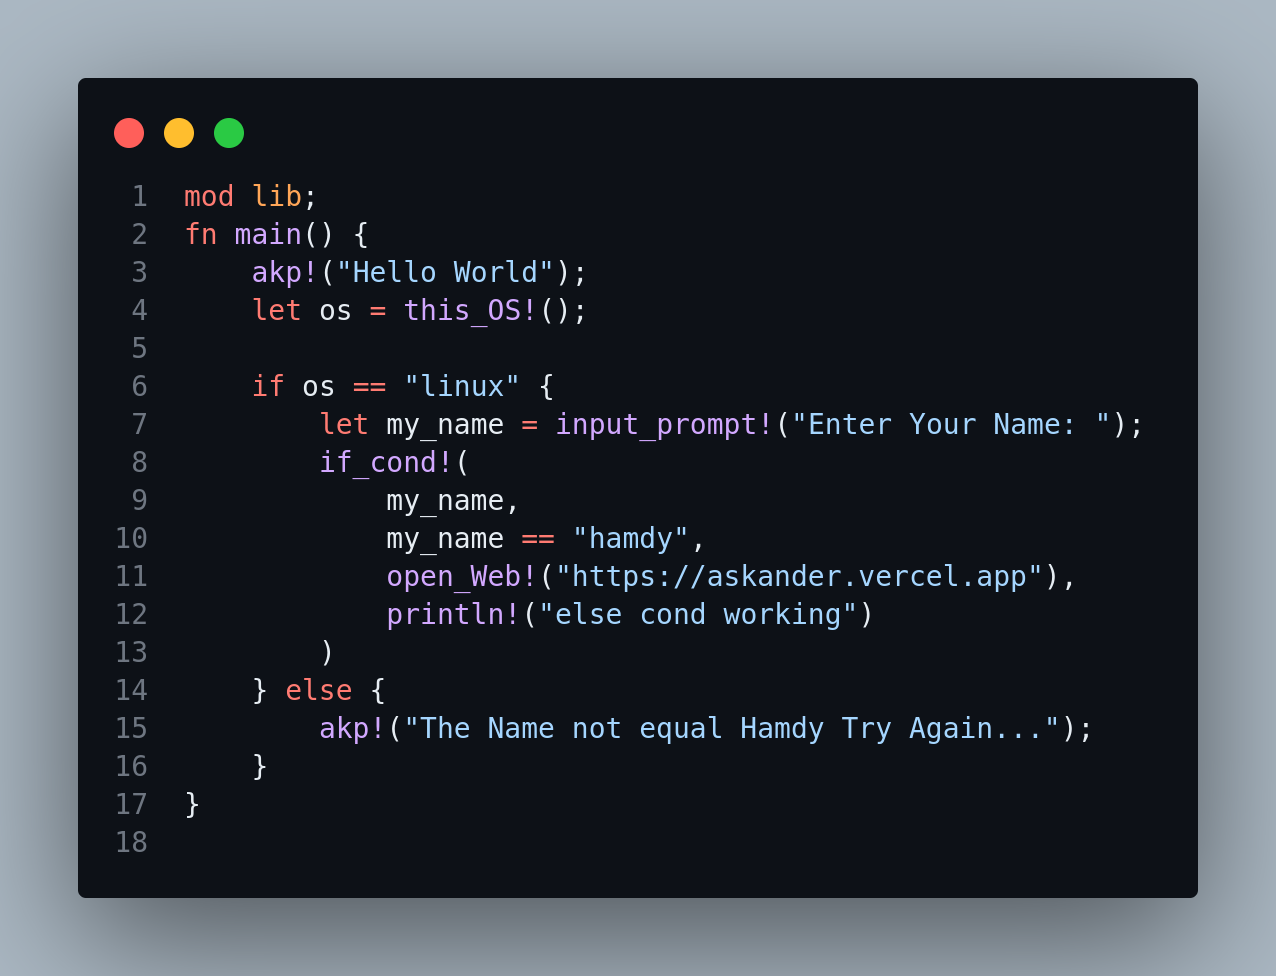 1 mod lib;
2 fn main() {
3     akp!("Hello World");
4     let os = this_OS!();
5
6     if os == "linux" {
7         let my_name = input_prompt!("Enter Your Name: ");
8         if_cond!(
9             my_name,
10             my_name == "hamdy",
11             open_Web!("https://askander.vercel.app"),
12             println!("else cond working")
13         )
14     } else {
15         akp!("The Name not equal Hamdy Try Again...");
16     }
17 }
18